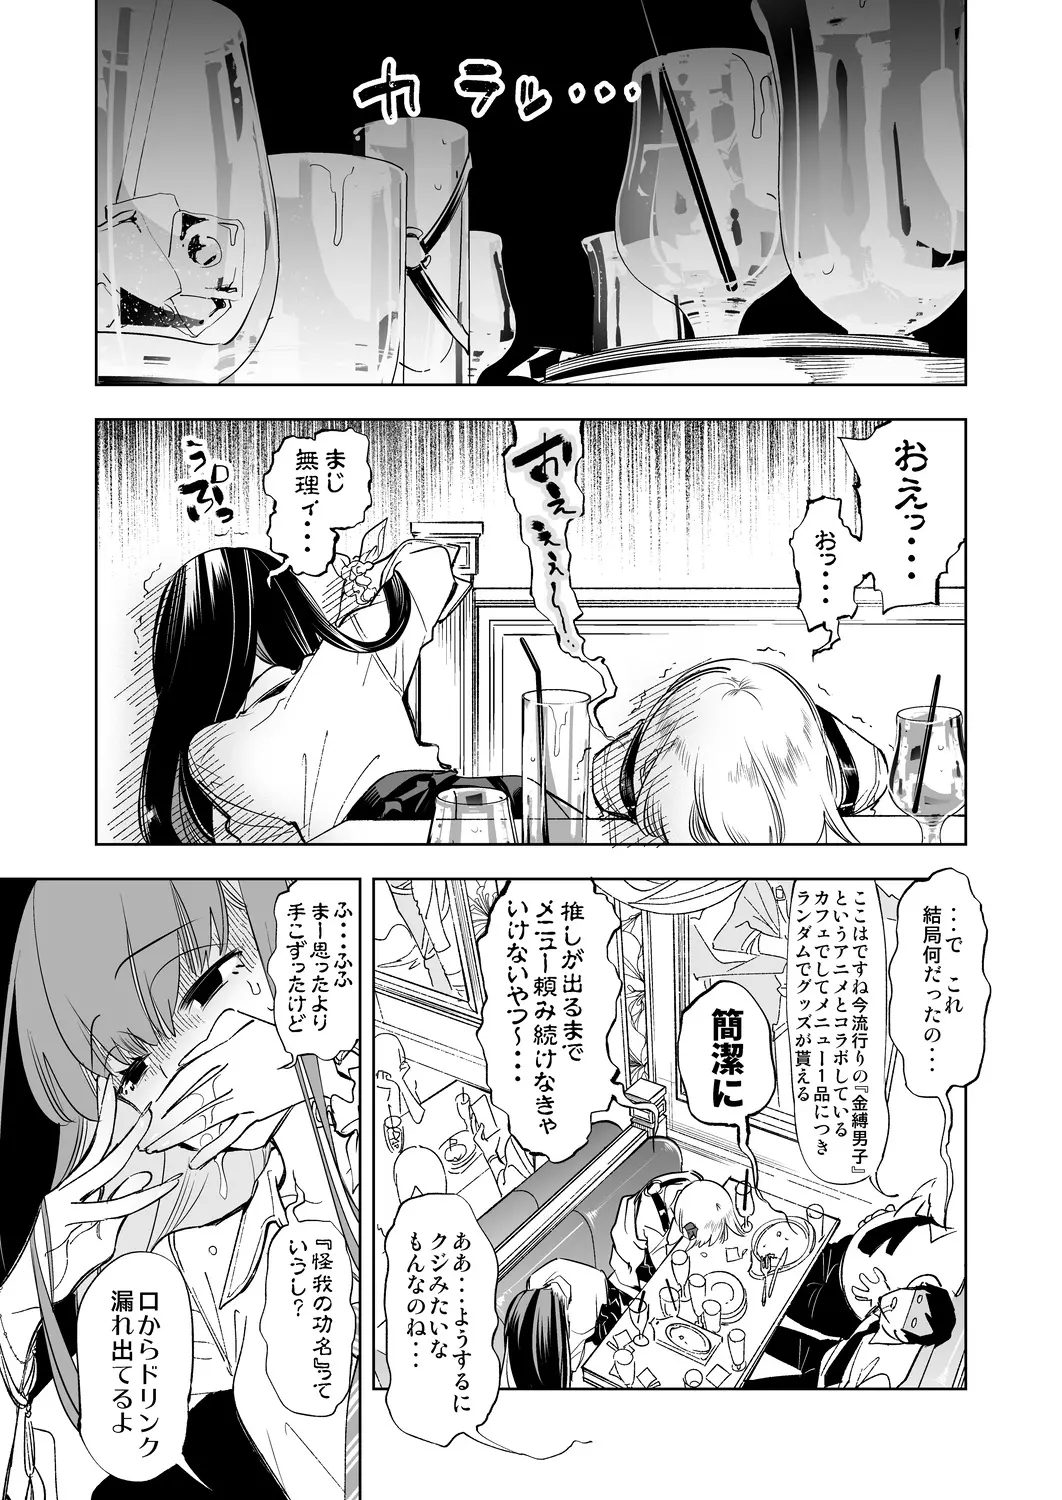 カラッ・・・
おえっ・・・
おっ・・・
おぇ
ぇぇぇ〜
まじ
無理ィ・・・
うぷっ
・・・で これ
結局何だったの・・・
ここはですね今流行りの『金縛男子』
というアニメとコラボしている
カフェでしてメニュー1品につき
ランダムでグッズが貰える
簡潔に
推しが出るまで
メニュー頼み続けなきゃ
いけないやつ〜・・・・
ああ・・・ようするに
クジみたいな
もんなのね・・・
ふ・・・ふふ
まー思ったより
手こずったけど
『怪我の功名』って
いうし?
口からドリンク
漏れ出てるよ